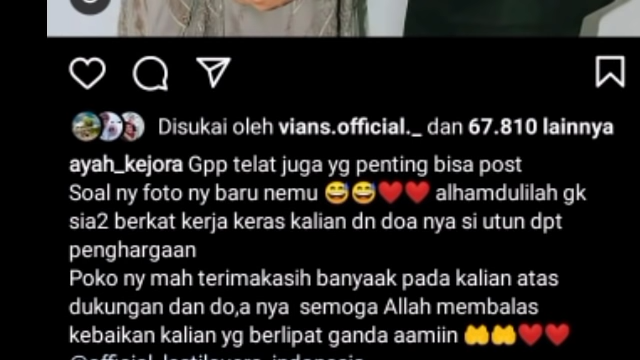 Disukai oleh vians.official._ dan 67.810 lainnya
ayah_kejora Gpp telat juga yg penting bisa post
Soal ny foto ny baru nemu 😅😅❤️❤️ alhamdulilah gk
sia2 berkat kerja keras kalian dn doa nya si utun dpt
penghargaan
Poko ny mah terimakasih banyaak pada kalian atas
dukungan dan do,a nya semoga Allah membalas
kebaikan kalian yg berlipat ganda aamiin 🤲🤲❤️❤️